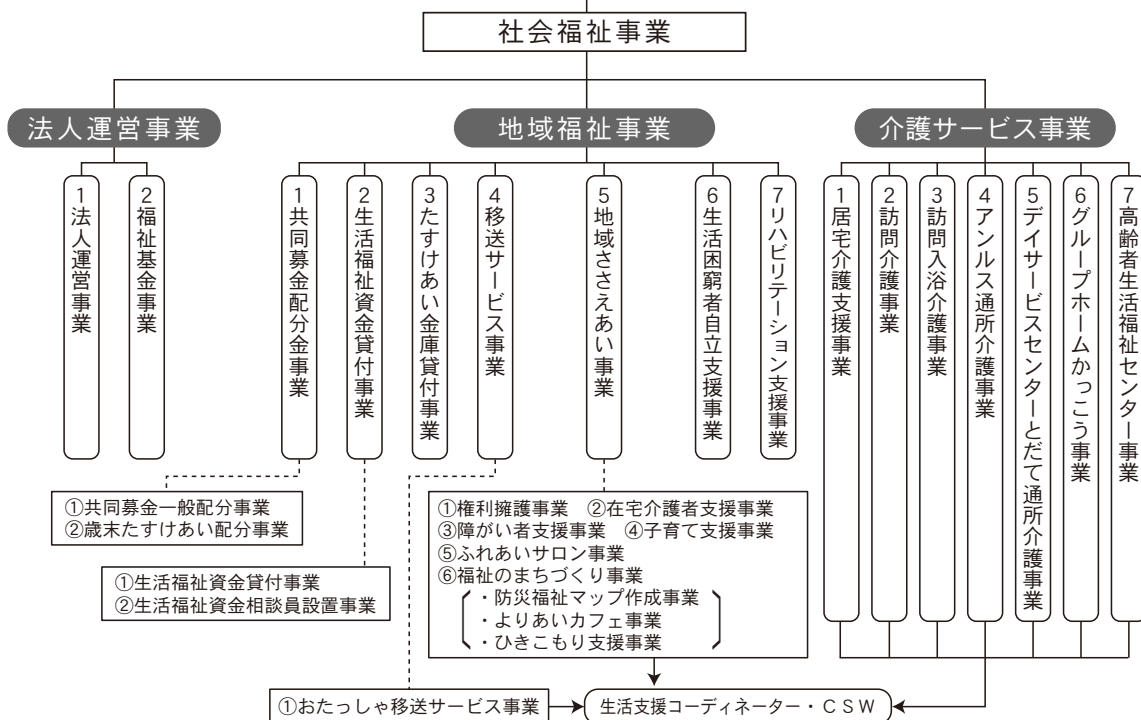 社会福祉事業
法人運営事業
1法人運営事業
2福祉基金事業
地域福祉事業
1共同募金配分金事業
2生活福祉資金貸付事業
3たすけあい金庫貸付事業
4移送サービス事業
5地域ささえあい事業
6生活困窮者自立支援事業
7リハビリテーション支援事業
介護サービス事業
1居宅介護支援事業
2訪問介護事業
3訪問入浴介護事業
4アンルス通所介護事業
5デイサービスセンターとだて通所介護事業
6グループホームかっこう事業
7高齢者生活福祉センター事業
①共同募金一般配分事業
②歳末たすけあい配分事業
①生活福祉資金貸付事業
②生活福祉資金相談員設置事業
①権利擁護事業 ②在宅介護者支援事業
③障がい者支援事業 ④子育て支援事業
⑤ふれあいサロン事業
⑥福祉のまちづくり事業
・防災福祉マップ作成事業
・よりあいカフェ事業
・ひきこもり支援事業
①おたっしゃ移送サービス事業
生活支援コーディネーター・CSW